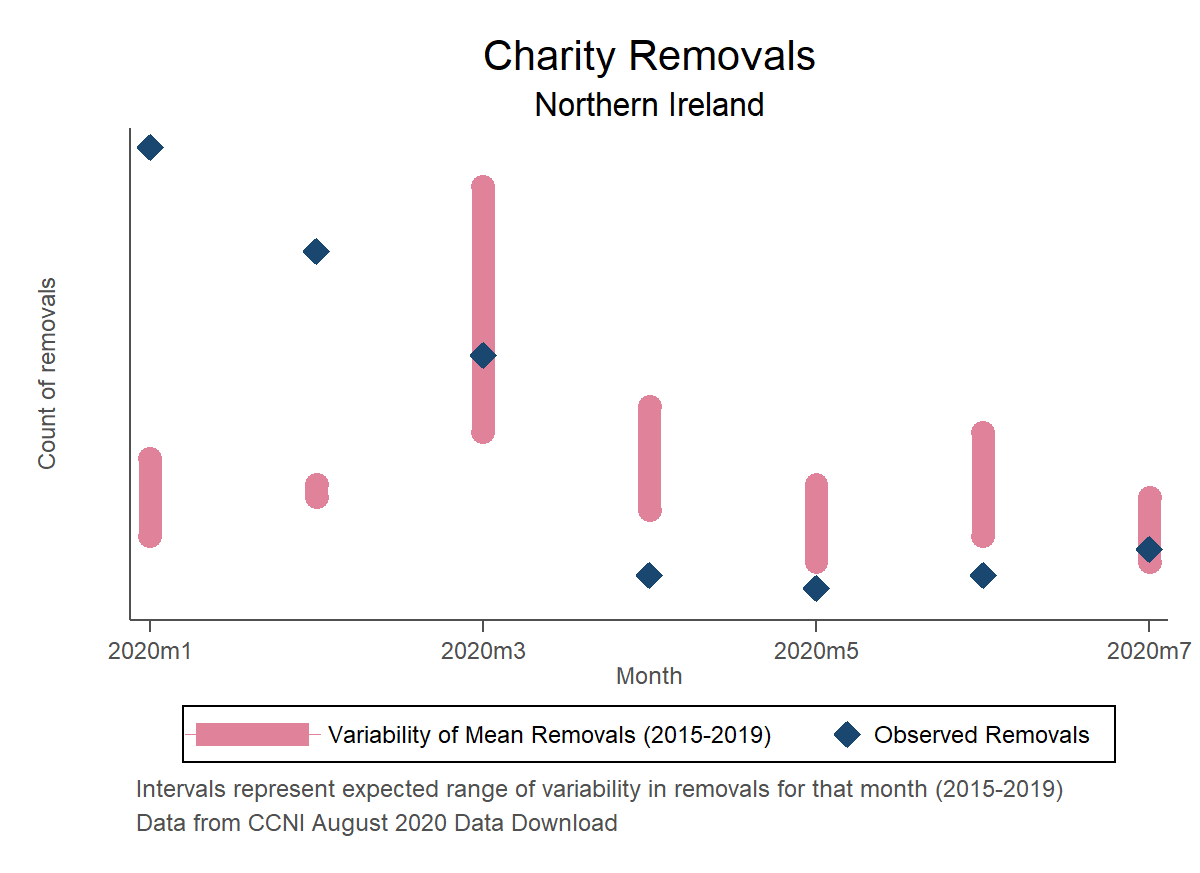 Charity Removals
Northern Ireland
Count of removals
2020m1
2020m3
2020m5
2020m7
Month
Variability of Mean Removals (2015-2019)
Observed Removals
Intervals represent expected range of variability in removals for that month (2015-2019)
Data from CCNI August 2020 Data Download